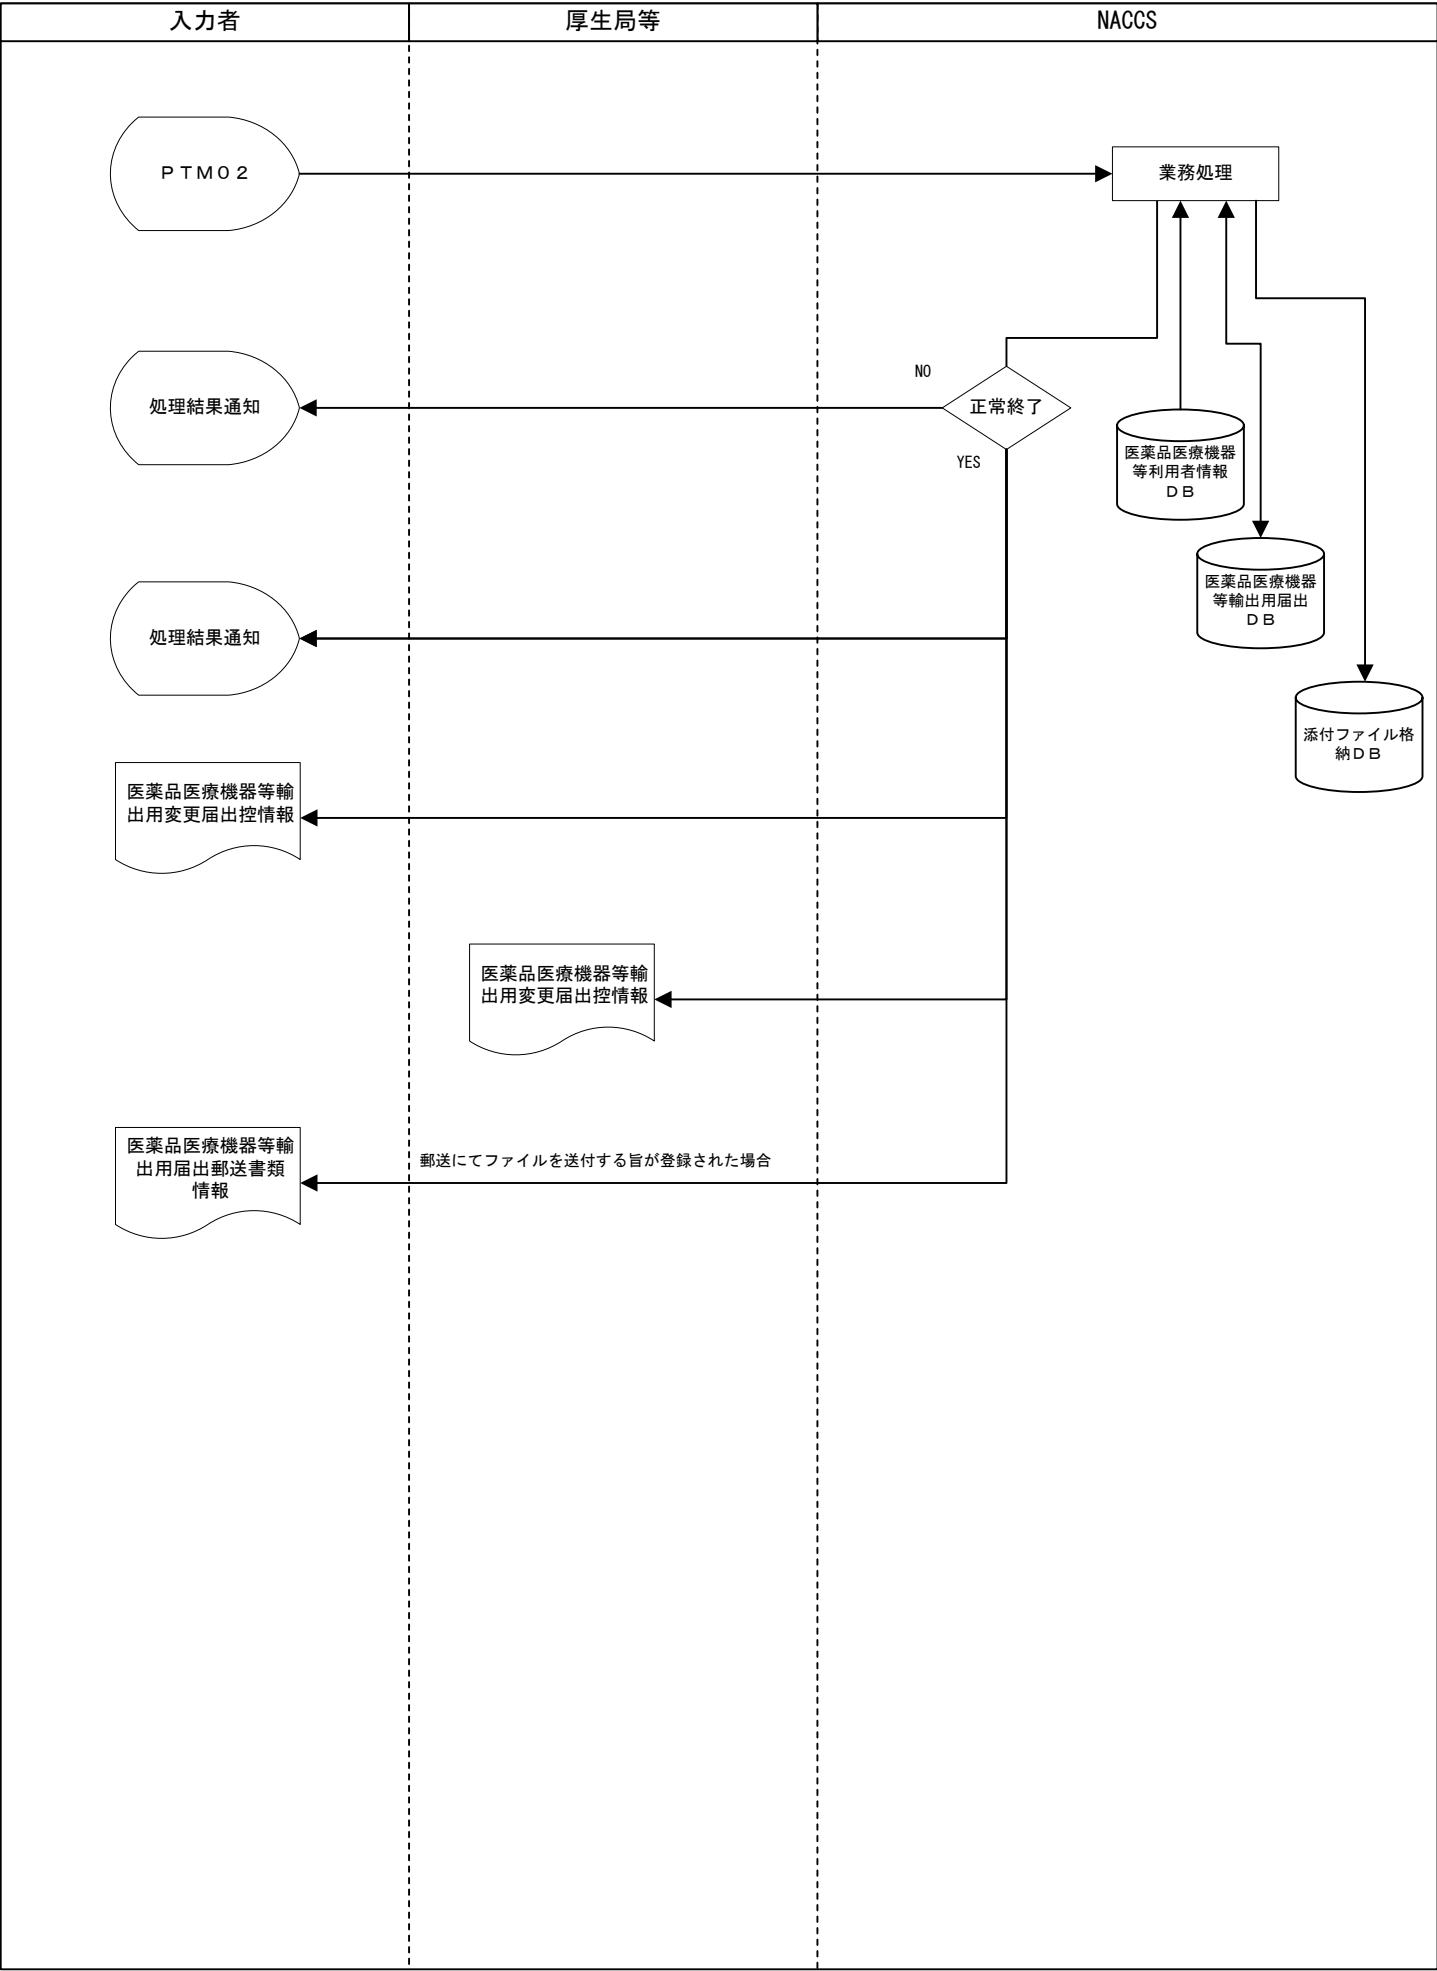 入力者
厚生局等
NACCS
ＰＴＭ０２
業務処理
NO
処理結果通知
正常終了
YES
医薬品医療機器
等利用者情報
ＤＢ
医薬品医療機器
等輸出用届出
ＤＢ
処理結果通知
添付ファイル格
納ＤＢ
医薬品医療機器等輸
出用変更届出控情報
医薬品医療機器等輸
出用変更届出控情報
医薬品医療機器等輸
出用届出郵送書類
情報
郵送にてファイルを送付する旨が登録された場合